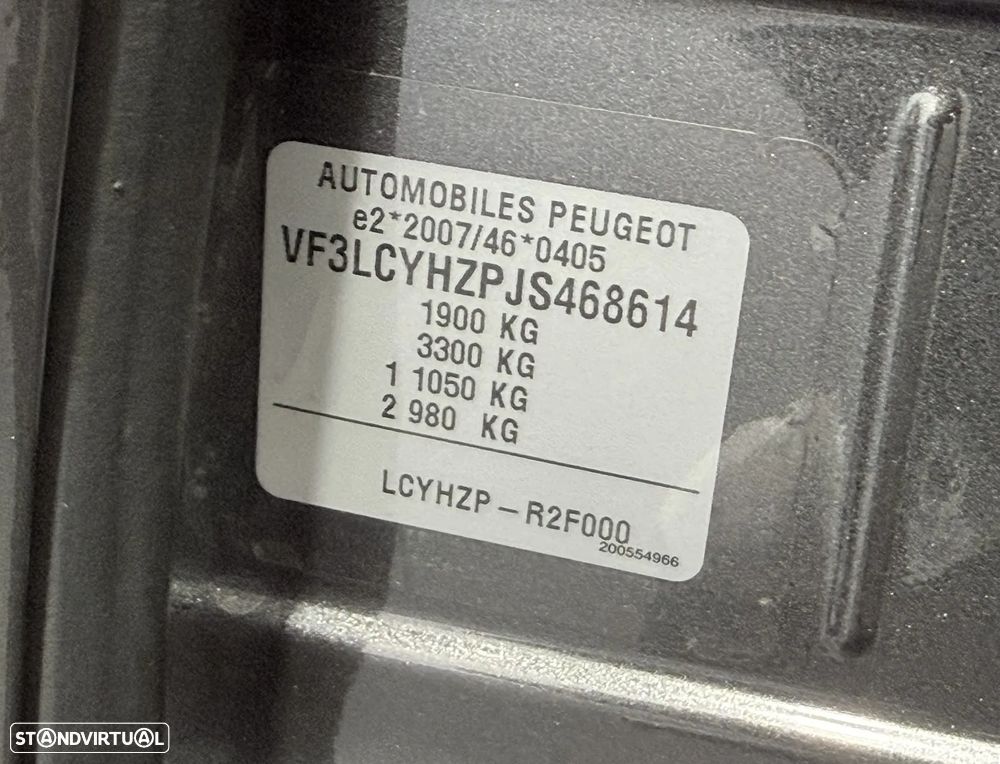 AUTOMOBILES PEUGEOT
e2*2007/46*0405
VF3LCYHZPJS468614
1900 KG
3300 KG
1 1050 KG
2 980 KG
LCYHZP - R2F000
200554966
STANDVIRTUAL